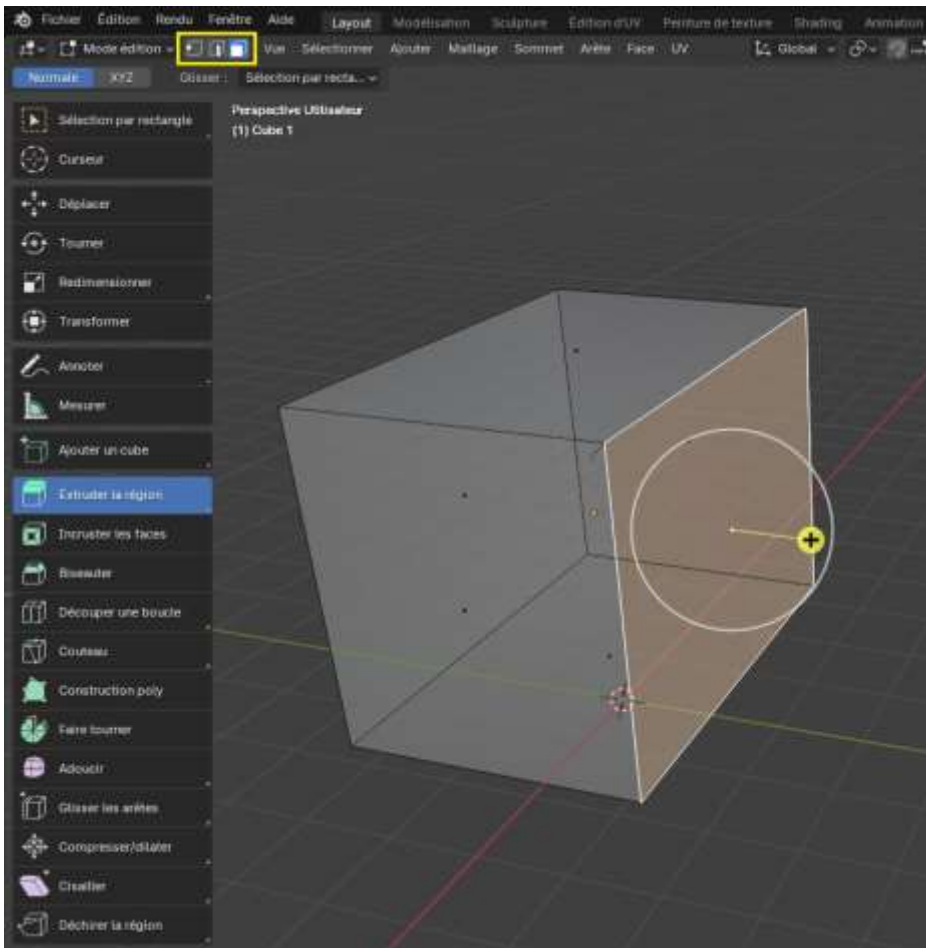 Fichier Édition Rendu Fenêtre Aide Layout Modélisation Sculpture Édition d'UV Peinture de texture Shading Animation
Mode édition Vue Sélectionner Ajouter Maillage Sommet Arête Face UV Global
Normale XYZ Glisser : Sélection par recta...
Perspective Utilisateur
(1) Cube 1
Sélection par rectangle
Curseur
Déplacer
Tourner
Redimensionner
Transformer
Annoter
Mesurer
Ajouter un cube
Extruder la région
Incruster les faces
Biseauter
Découper une boucle
Couteau
Construction poly
Faire tourner
Adoucir
Glisser les arêtes
Compresser/dilater
Cisailler
Déchirer la région